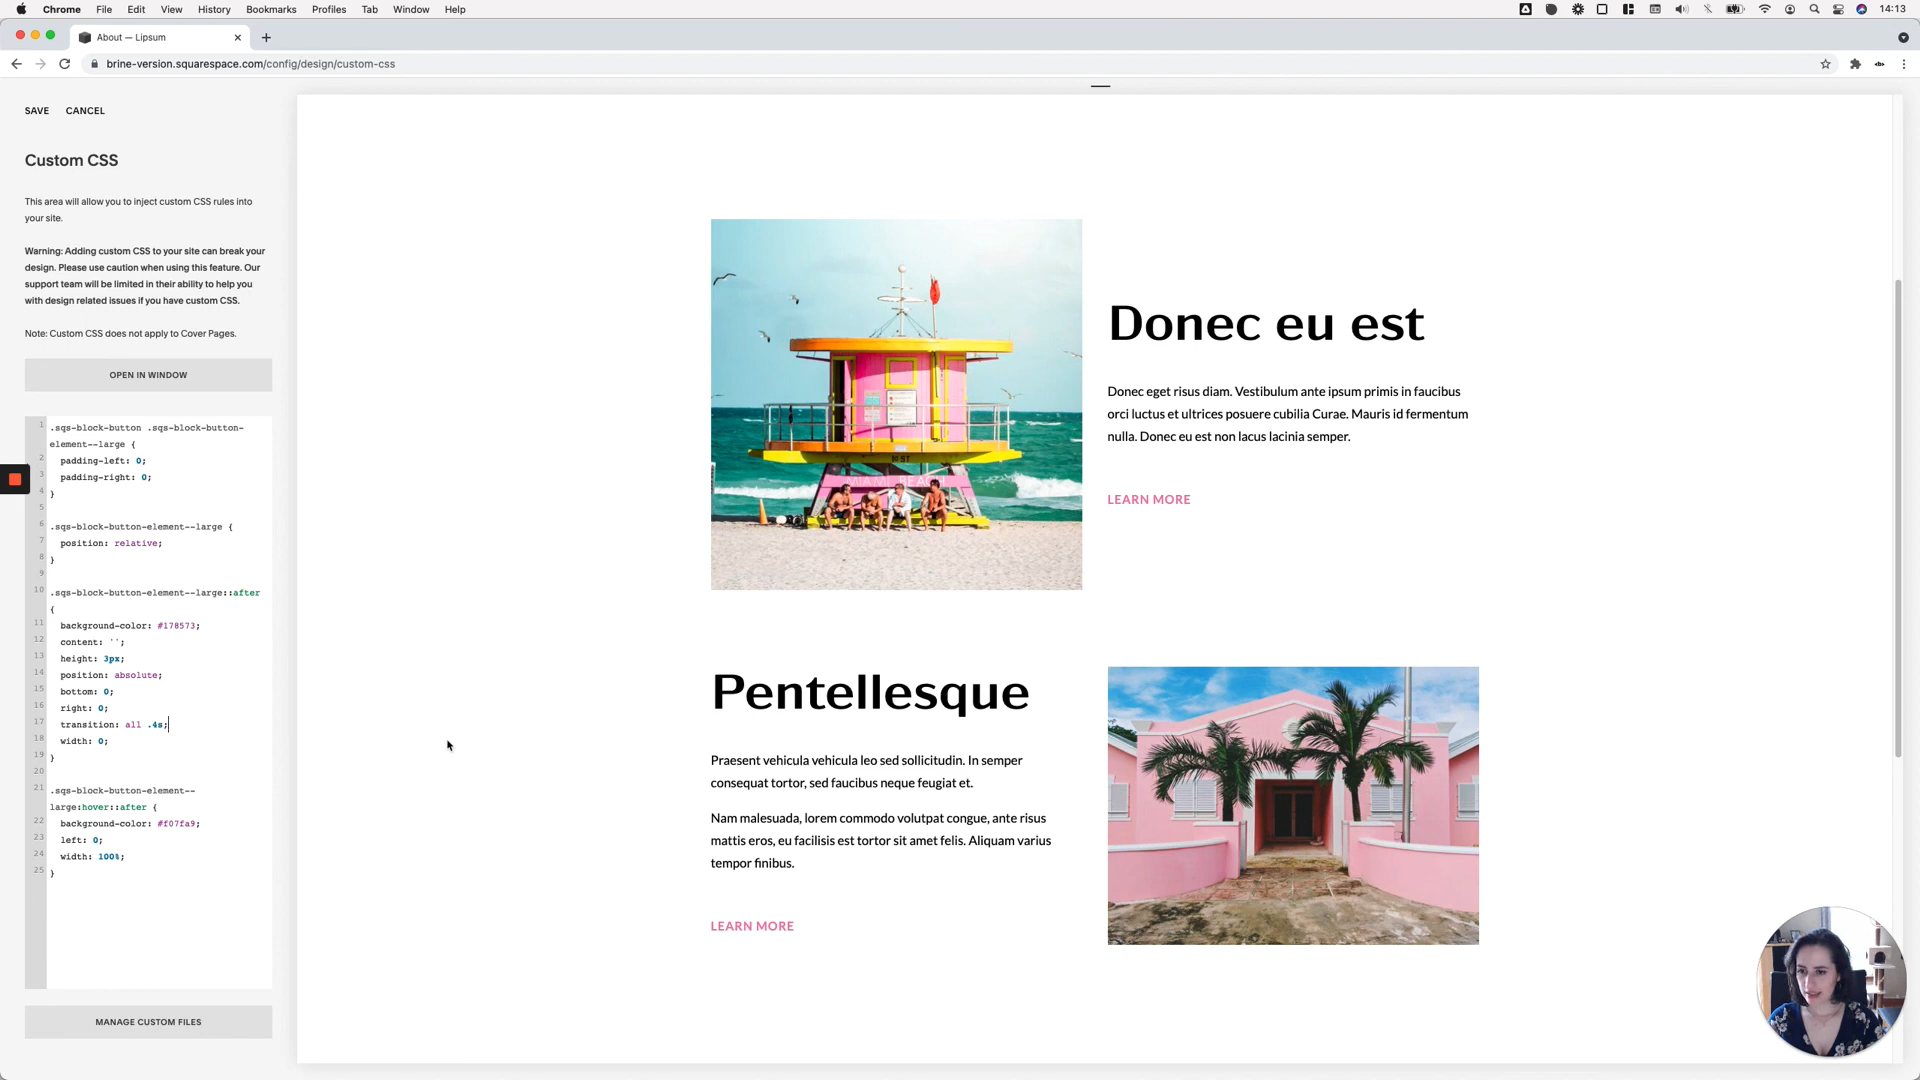 Chrome File Edit View History Bookmarks Profiles Tab Window Help 14:13
About — Lipsum
brine-version.squarespace.com/config/design/custom-css
SAVE CANCEL
Custom CSS
This area will allow you to inject custom CSS rules into
your site.
Warning: Adding custom CSS to your site can break your
design. Please use caution when using this feature. Our
support team will be limited in their ability to help you
with design related issues if you have custom CSS.
Note: Custom CSS does not apply to Cover Pages.
OPEN IN WINDOW
1 .sqs-block-button .sqs-block-button-
element--large {
2 padding-left: 0;
3 padding-right: 0;
4 }
5
6 .sqs-block-button-element--large {
7 position: relative;
8 }
9
10 .sqs-block-button-element--large::after
{
11 background-color: #178573;
12 content: '';
13 height: 3px;
14 position: absolute;
15 bottom: 0;
16 right: 0;
17 transition: all .4s;
18 width: 0;
19 }
20
21 .sqs-block-button-element--
large:hover::after {
22 background-color: #f07fa9;
23 left: 0;
24 width: 100%;
25 }
MANAGE CUSTOM FILES
MIAMI BEACH
Donec eu est
Donec eget risus diam. Vestibulum ante ipsum primis in faucibus
orci luctus et ultrices posuere cubilia Curae. Mauris id fermentum
nulla. Donec eu est non lacus lacinia semper.
LEARN MORE
Pentellesque
Praesent vehicula vehicula leo sed sollicitudin. In semper
consequat tortor, sed faucibus neque feugiat et.
Nam malesuada, lorem commodo volutpat congue, ante risus
mattis eros, eu facilisis est tortor sit amet felis. Aliquam varius
tempor finibus.
LEARN MORE